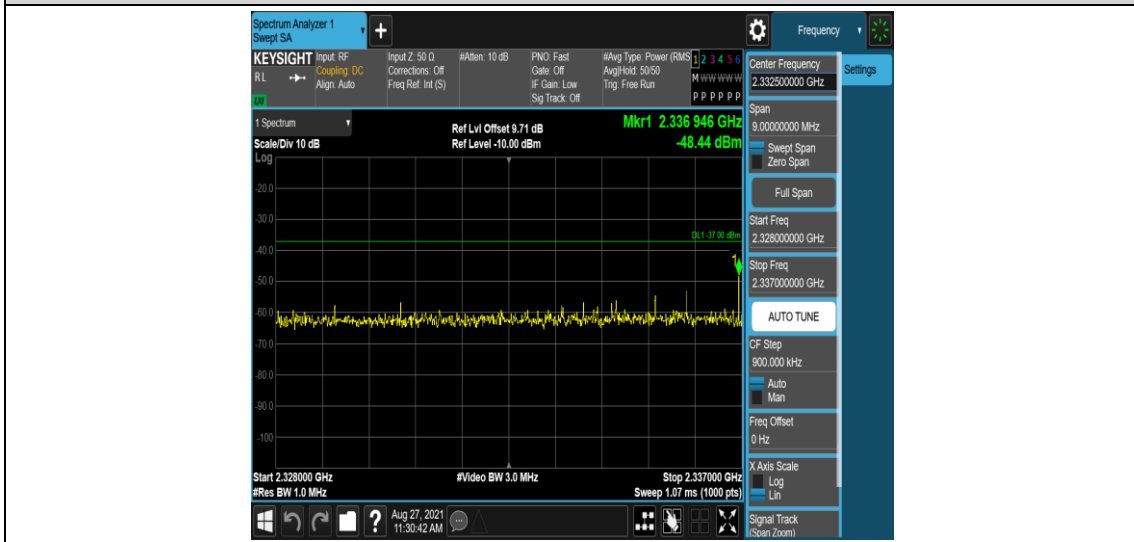 Spectrum Analyzer 1
Swept SA
+
Frequency
KEYSIGHT
RL
LXI
Input: RF
Coupling: DC
Align: Auto
Input Z: 50 Ω
Corrections: Off
Freq Ref: Int (S)
#Atten: 10 dB
PNO: Fast
Gate: Off
IF Gain: Low
Sig Track: Off
#Avg Type: Power (RMS
Avg|Hold: 50/50
Trig: Free Run
1 2 3 4 5 6
M W W W W W
P P P P P P
Center Frequency
2.332500000 GHz
Settings
Span
9.00000000 MHz
Swept Span
Zero Span
Full Span
Start Freq
2.328000000 GHz
Stop Freq
2.337000000 GHz
AUTO TUNE
CF Step
900.000 kHz
Auto
Man
Freq Offset
0 Hz
X Axis Scale
Log
Lin
Signal Track
(Span Zoom)
1 Spectrum
Scale/Div 10 dB
Ref Lvl Offset 9.71 dB
Ref Level -10.00 dBm
Mkr1 2.336 946 GHz
-48.44 dBm
Log
-20.0
-30.0
DL1 -37.00 dBm
-40.0
1
-50.0
-60.0
-70.0
-80.0
-90.0
-100
Start 2.328000 GHz
#Res BW 1.0 MHz
#Video BW 3.0 MHz
Stop 2.337000 GHz
Sweep 1.07 ms (1000 pts)
?
Aug 27, 2021
11:30:42 AM